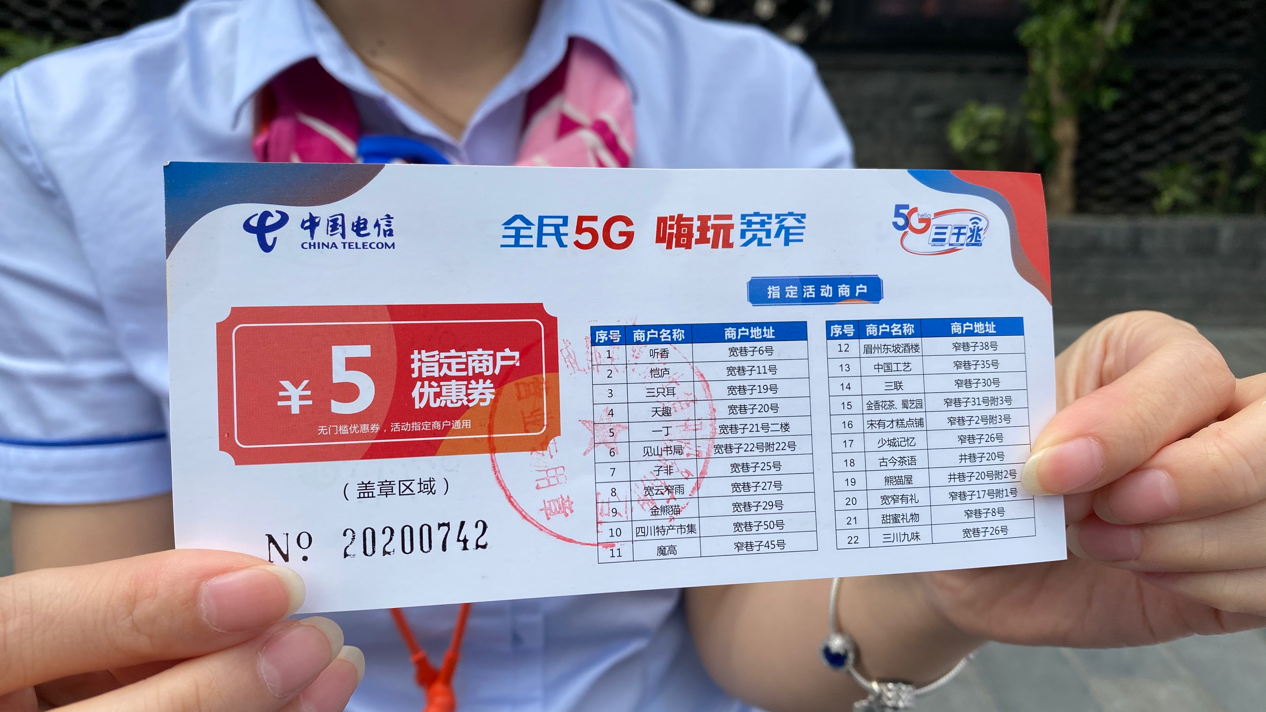 中国电信
CHINA TELECOM
全民5G 嗨玩宽窄
5G
hello
三千兆
¥5
指定商户
优惠券
无门槛优惠券，活动指定商户通用
（盖章区域）
Nº 20200742
指定活动商户
序号 商户名称 商户地址
1 听香 宽巷子6号
2 恺庐 宽巷子11号
3 三只耳 宽巷子19号
4 天趣 宽巷子20号
5 一丁 宽巷子21号二楼
6 见山书局 宽巷子22号附22号
7 子非 宽巷子25号
8 宽云窄雨 宽巷子27号
9 金熊猫 宽巷子29号
10 四川特产市集 宽巷子50号
11 魔高 窄巷子45号
序号 商户名称 商户地址
12 眉州东坡酒楼 窄巷子38号
13 中国工艺 窄巷子35号
14 三联 窄巷子30号
15 金香花茶、蜀艺园 窄巷子31号附3号
16 宋有才糕点铺 窄巷子2号附3号
17 少城记忆 窄巷子26号
18 古今茶语 井巷子20号
19 熊猫屋 井巷子20号附2号
20 宽窄有礼 窄巷子17号附1号
21 甜蜜礼物 窄巷子8号
22 三川九味 宽巷子26号